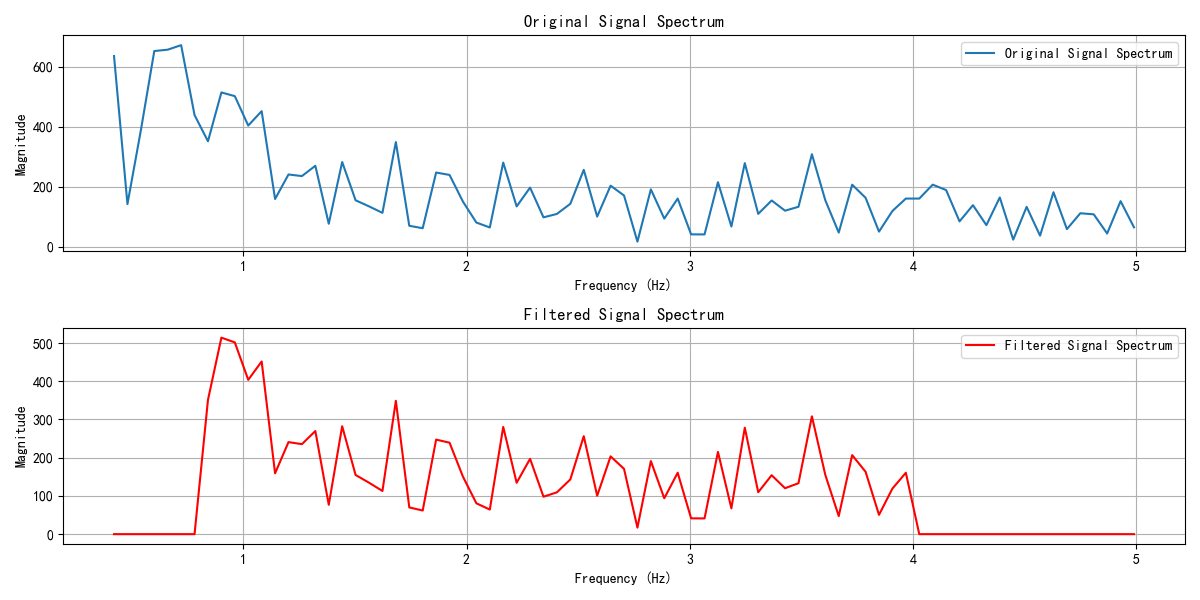 Original Signal Spectrum
Original Signal Spectrum
Magnitude
600
400
200
0
1 2 3 4 5
Frequency (Hz)
Filtered Signal Spectrum
Filtered Signal Spectrum
Magnitude
500
400
300
200
100
0
1 2 3 4 5
Frequency (Hz)